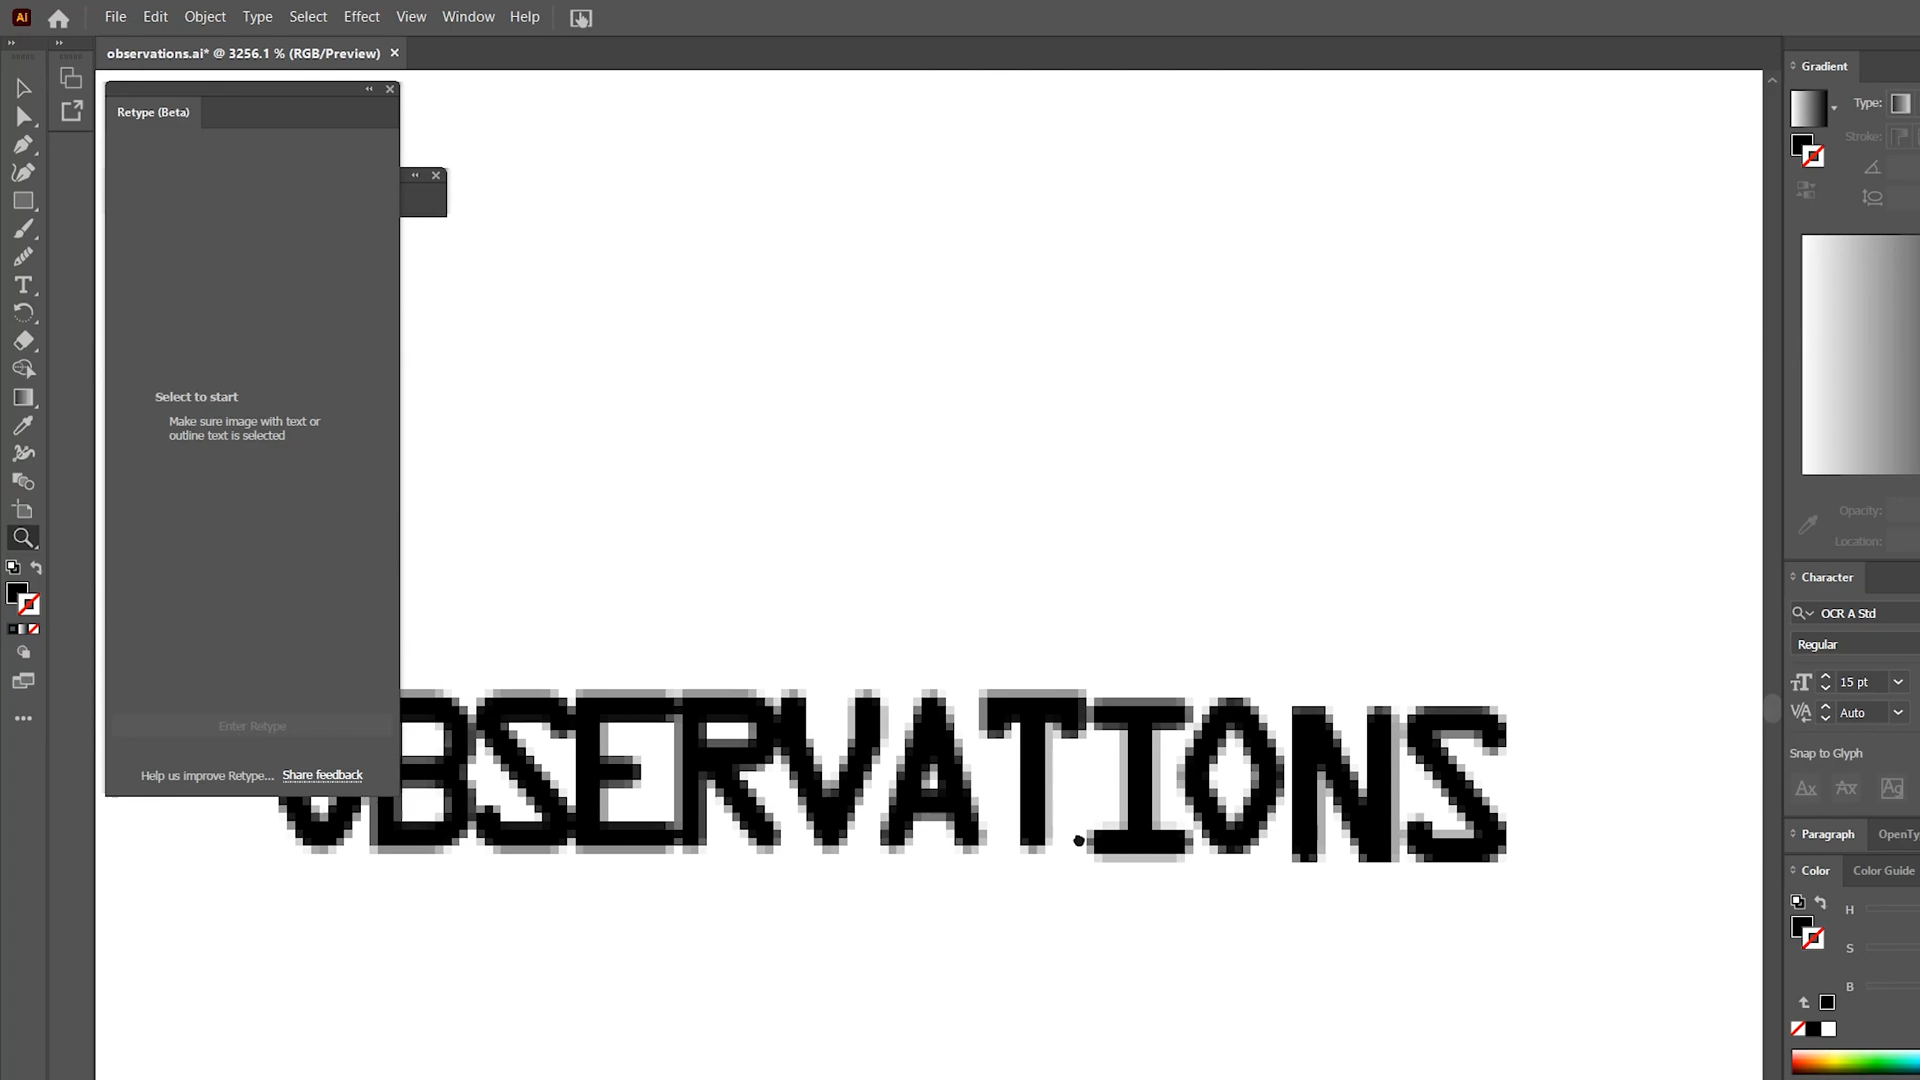 Ai File Edit Object Type Select Effect View Window Help
observations.ai* @ 3256.1 % (RGB/Preview)
Retype (Beta)
Select to start
Make sure image with text or
outline text is selected
Enter Retype
Help us improve Retype... Share feedback
OBSERVAT.IONS
Gradient
Type:
Stroke:
Opacity:
Location:
Character
OCR A Std
Regular
15 pt
Auto
Snap to Glyph
Paragraph OpenTy
Color Color Guide
H
S
B